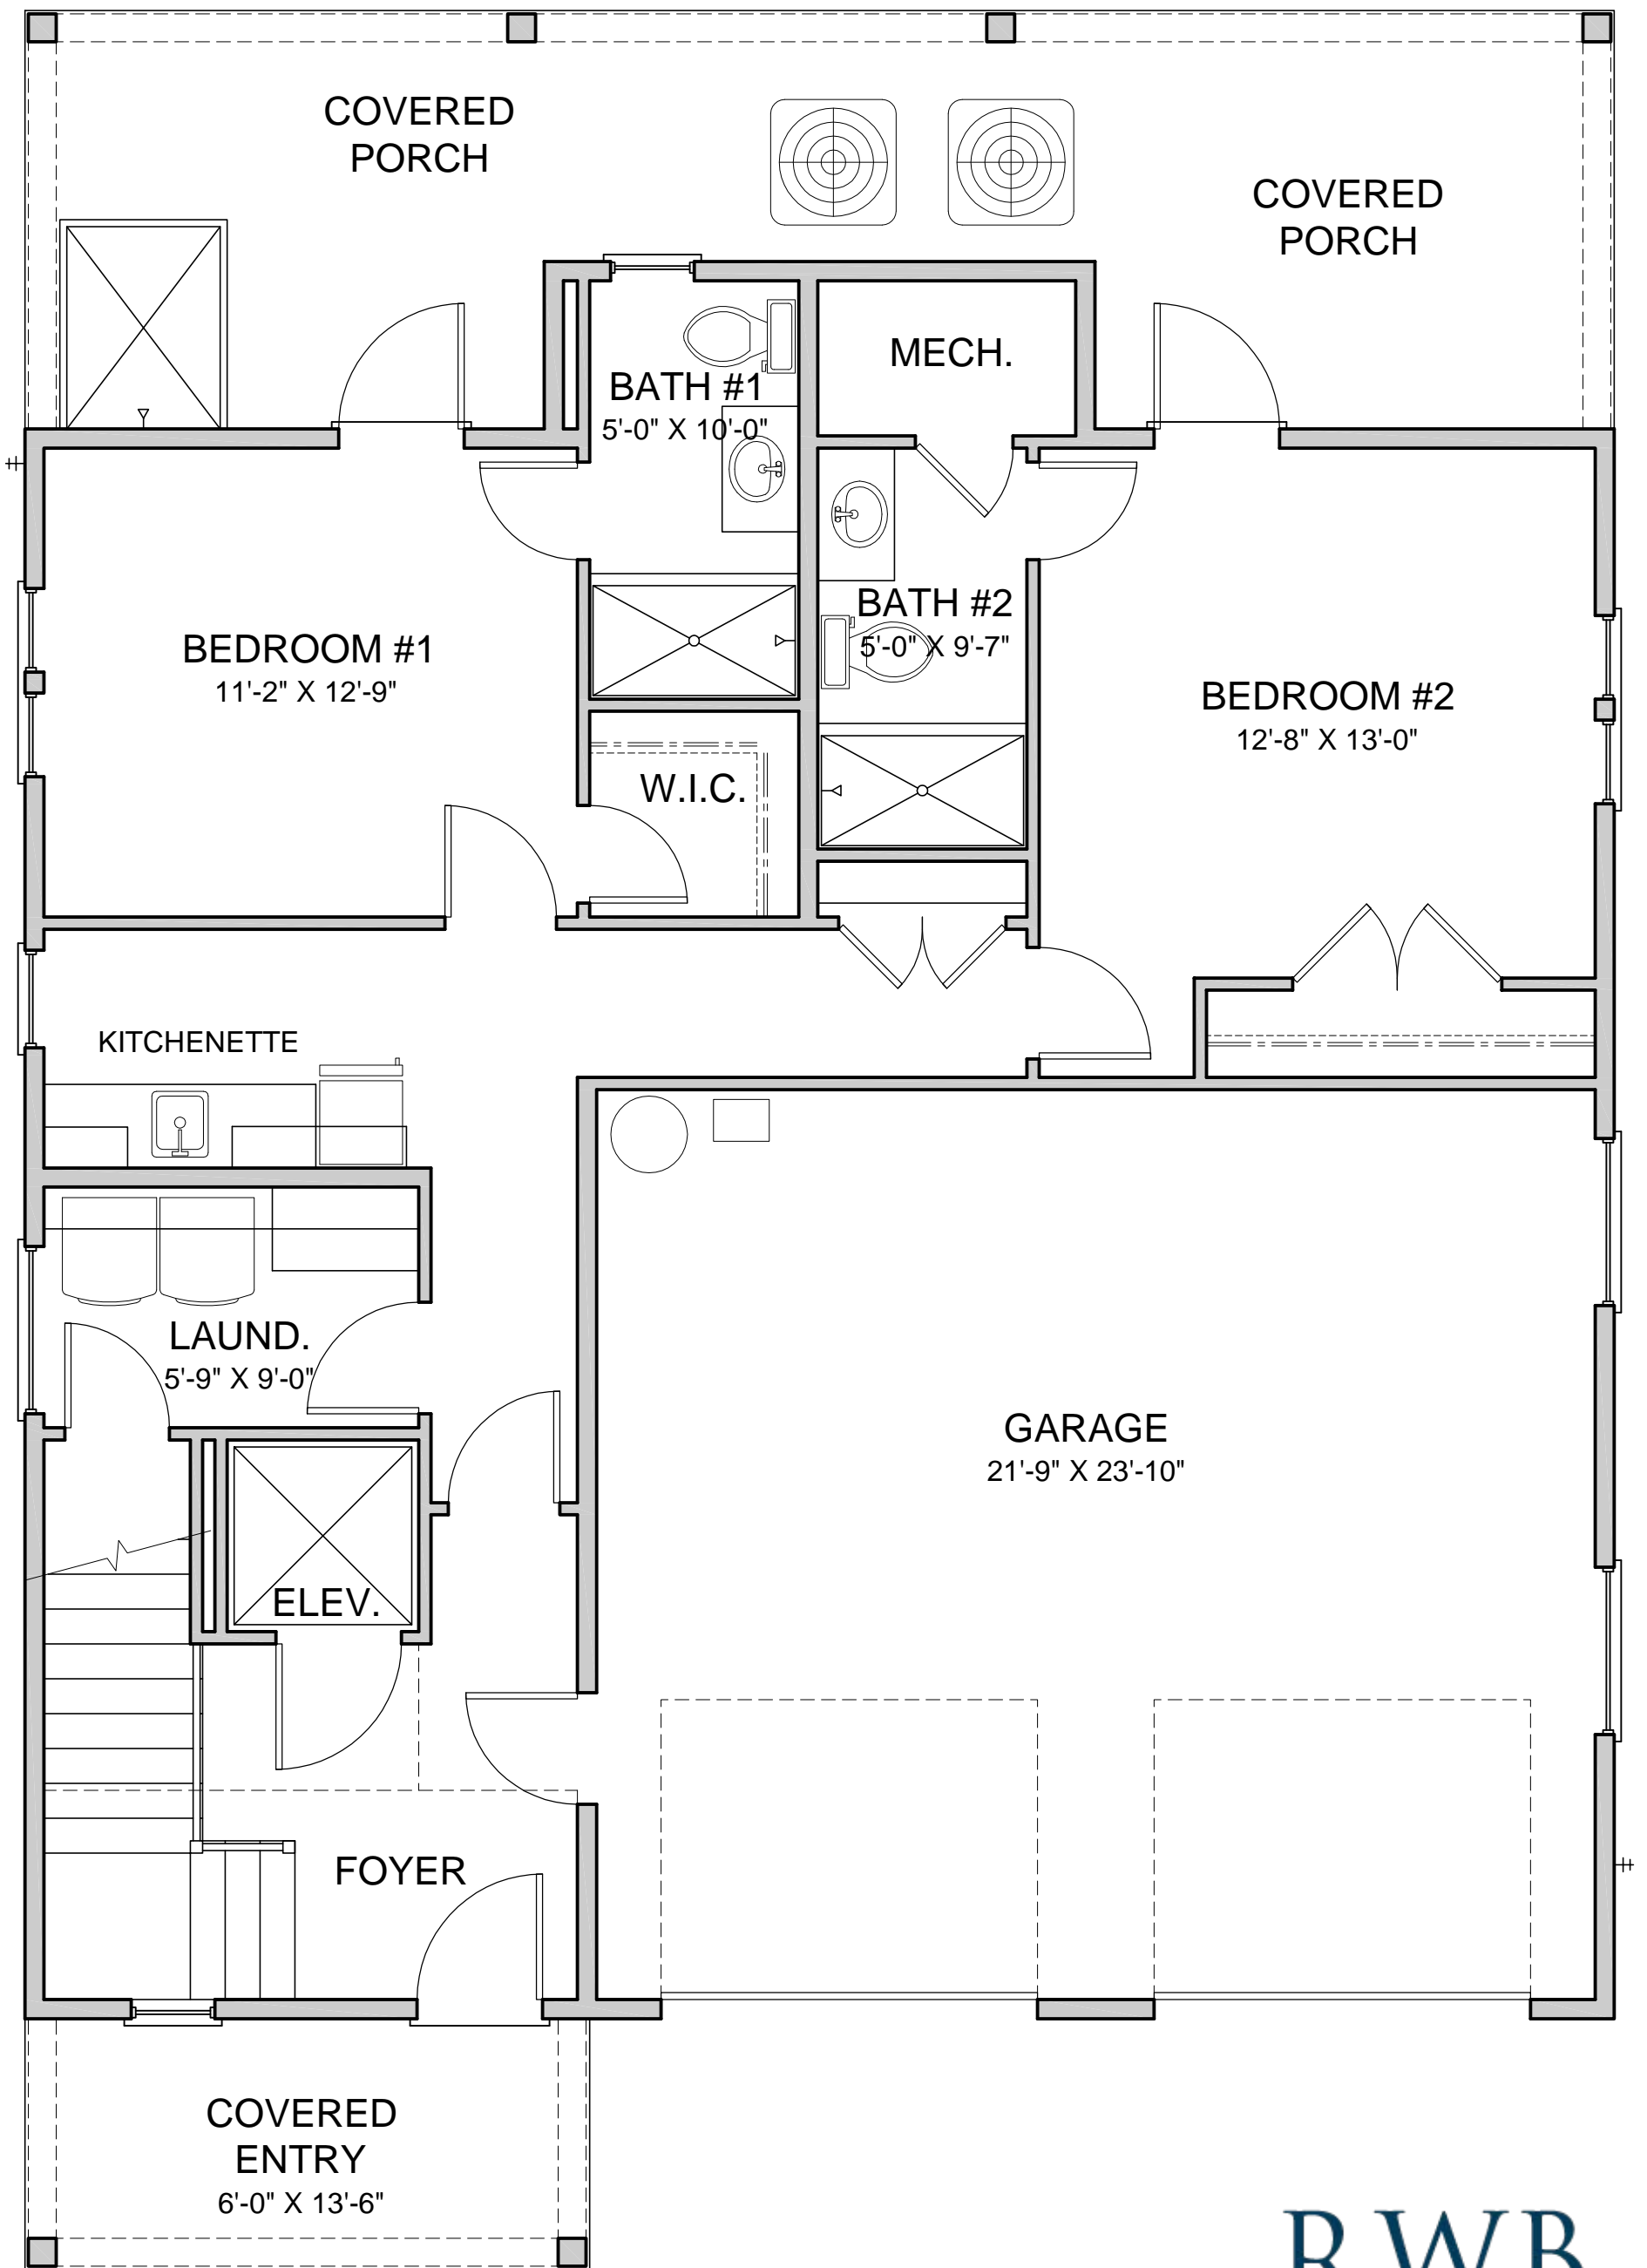 COVERED
PORCH
COVERED
PORCH
MECH.
BATH #1
5'-0" X 10'-0"
BATH #2
5'-0" X 9'-7"
BEDROOM #1
11'-2" X 12'-9"
BEDROOM #2
12'-8" X 13'-0"
W.I.C.
KITCHENETTE
LAUND.
5'-9" X 9'-0"
GARAGE
21'-9" X 23'-10"
ELEV.
FOYER
COVERED
ENTRY
6'-0" X 13'-6"
RWB